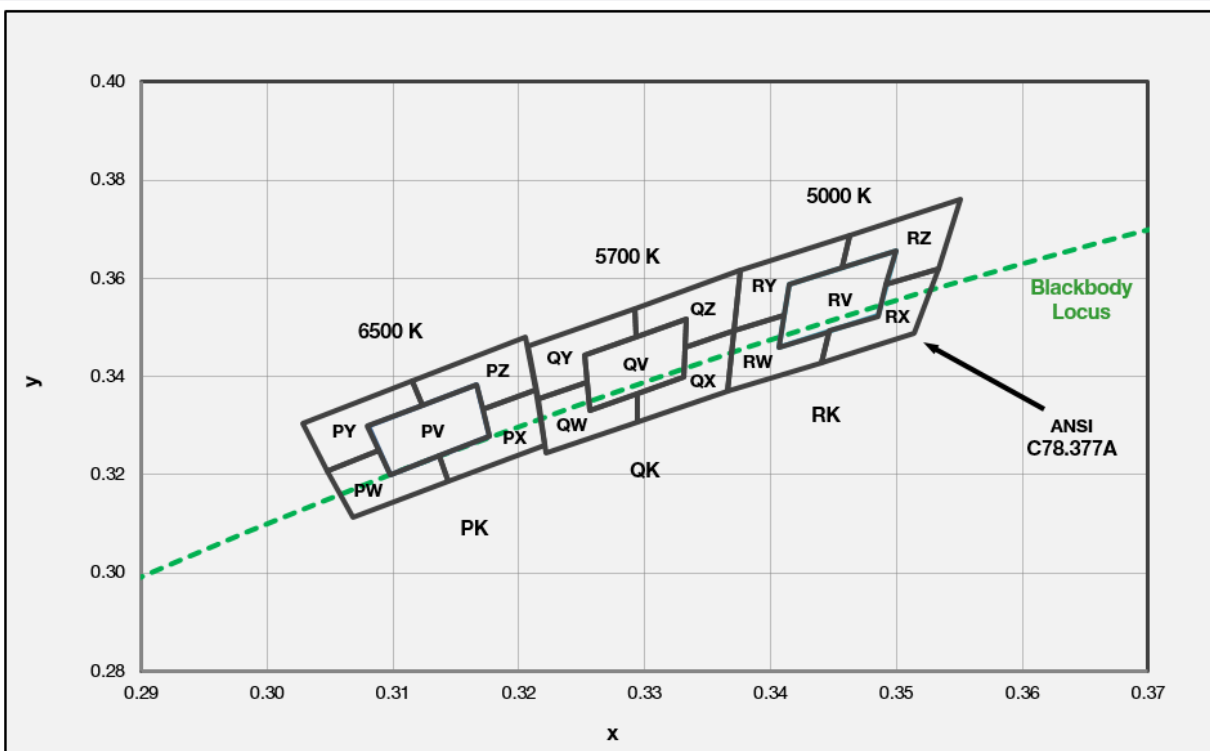 0.40
0.38
0.36
0.34
0.32
0.30
0.28
y
0.29
0.30
0.31
0.32
0.33
0.34
0.35
0.36
0.37
x
6500 K
5700 K
5000 K
PY
PZ
PV
PX
PW
PK
QY
QZ
QV
QX
QW
QK
RY
RZ
RV
RX
RW
RK
Blackbody
Locus
ANSI
C78.377A